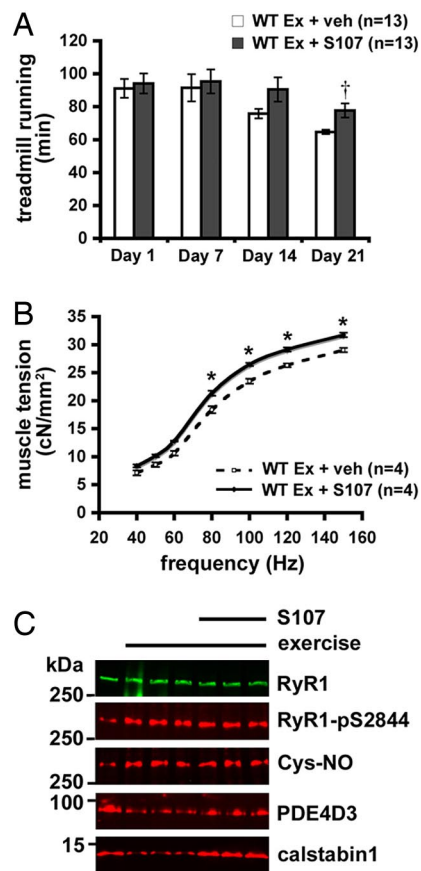 A
WT Ex + veh (n=13)
WT Ex + S107 (n=13)
treadmill running
(min)
120
100
80
60
40
20
0
†
Day 1 Day 7 Day 14 Day 21
B
muscle tension
(cN/mm²)
35
30
25
20
15
10
5
0
* * * *
WT Ex + veh (n=4)
WT Ex + S107 (n=4)
20 40 60 80 100 120 140 160
frequency (Hz)
C
S107
exercise
kDa
RyR1
250
RyR1-pS2844
250
Cys-NO
250
100
PDE4D3
15
calstabin1